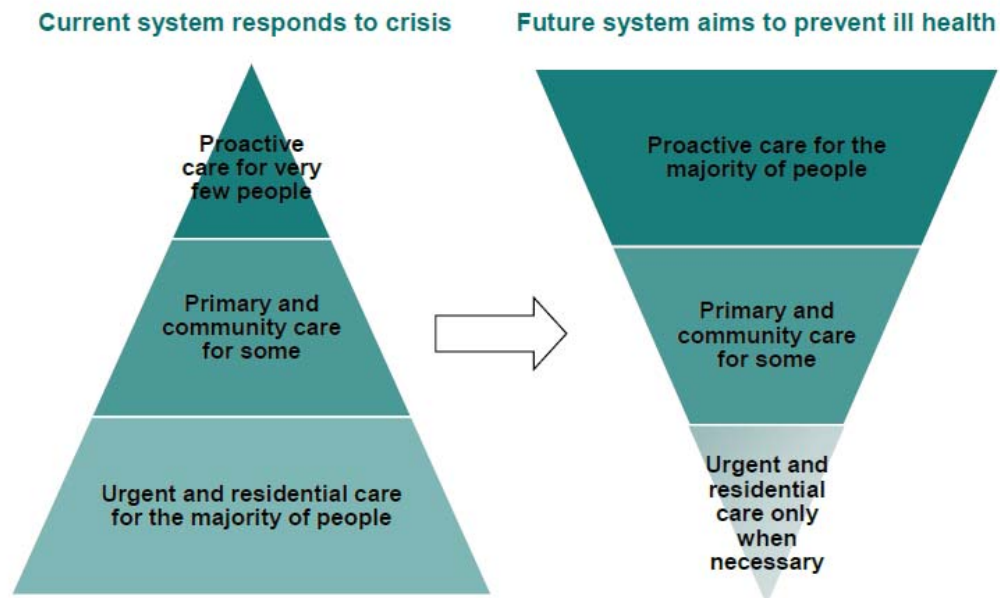 Current system responds to crisis
Proactive
care for very
few people
Primary and
community care
for some
Urgent and residential care
for the majority of people
Future system aims to prevent ill health
Proactive care for the
majority of people
Primary and
community care
for some
Urgent and
residential
care only
when
necessary